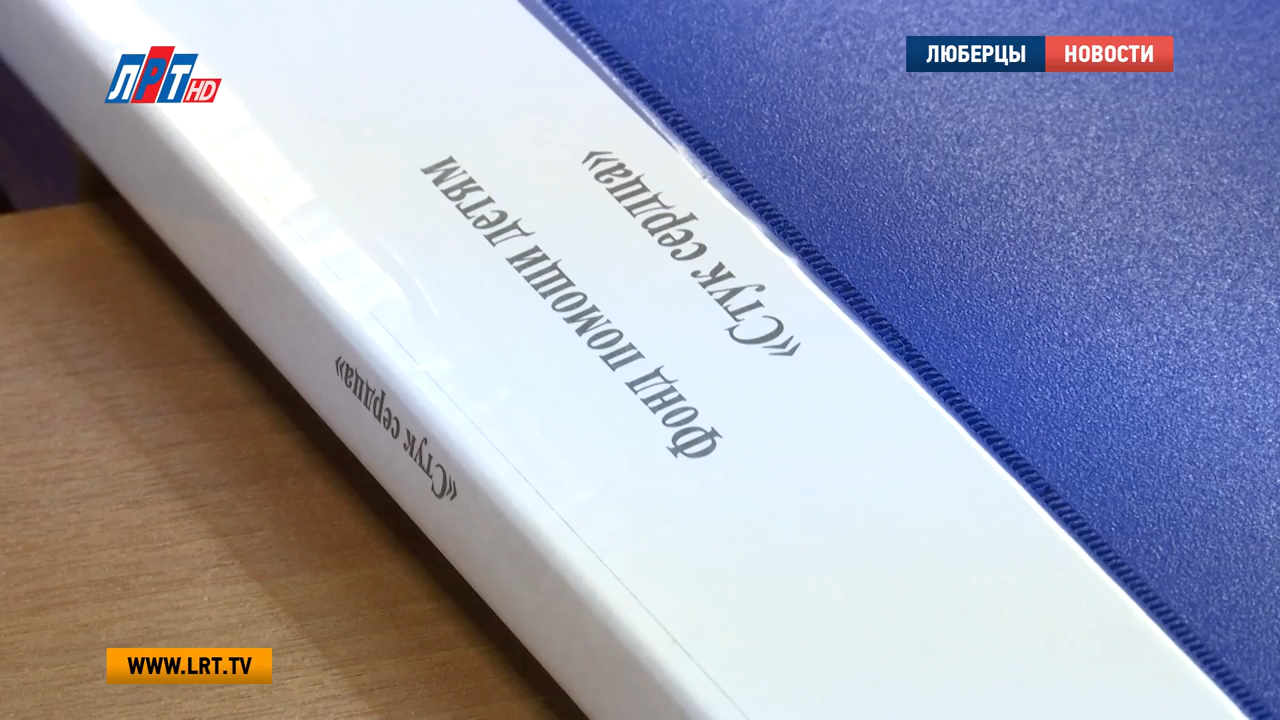 ЛРТ HD
ЛЮБЕРЦЫ НОВОСТИ
Фонд помощи детям
«Стук сердца»
«Стук сердца»
WWW.LRT.TV